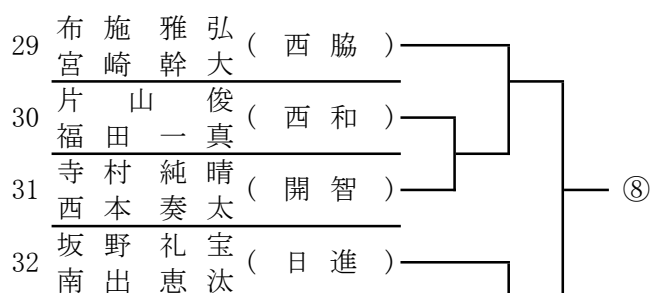 29 布施雅弘 宮崎幹大 (西脇)
30 片山俊 福田一真 (西和)
31 寺村純晴 西本奏太 (開智)
32 坂野礼宝 南出恵汰 (日進)
⑧